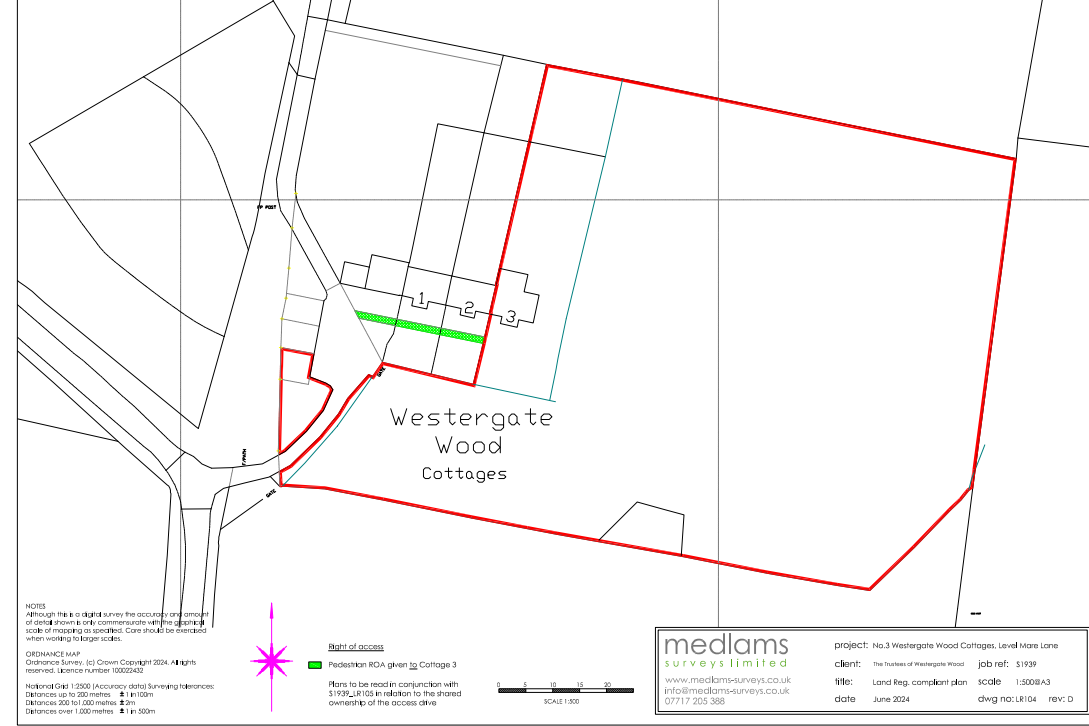 FP POST
1
2
3
GATE
Westergate
Wood
Cottages
F/PATH
GATE
NOTES
Although this is a digital survey the accuracy and amount
of detail shown is only commensurate with the graphical
scale of mapping as specified. Care should be exercised
when working to larger scales.
ORDNANCE MAP
Ordnance Survey, (c) Crown Copyright 2024. All rights
reserved. Licence number 100022432
National Grid 1:2500 (Accuracy data) Surveying tolerances:
Distances up to 200 metres ± 1 in 100m
Distances 200 to 1,000 metres ± 2m
Distances over 1,000 metres ± 1 in 500m
Right of access
Pedestrian ROA given to Cottage 3
Plans to be read in conjunction with
S1939_LR105 in relation to the shared
ownership of the access drive
0 5 10 15 20
SCALE 1:500
medlams
surveys limited
www.medlams-surveys.co.uk
info@medlams-surveys.co.uk
07717 205 388
project: No.3 Westergate Wood Cottages, Level Mare Lane
client: The Trustees of Westergate Wood job ref: S1939
title: Land Reg. compliant plan scale 1:500@A3
date June 2024 dwg no: LR104 rev: D